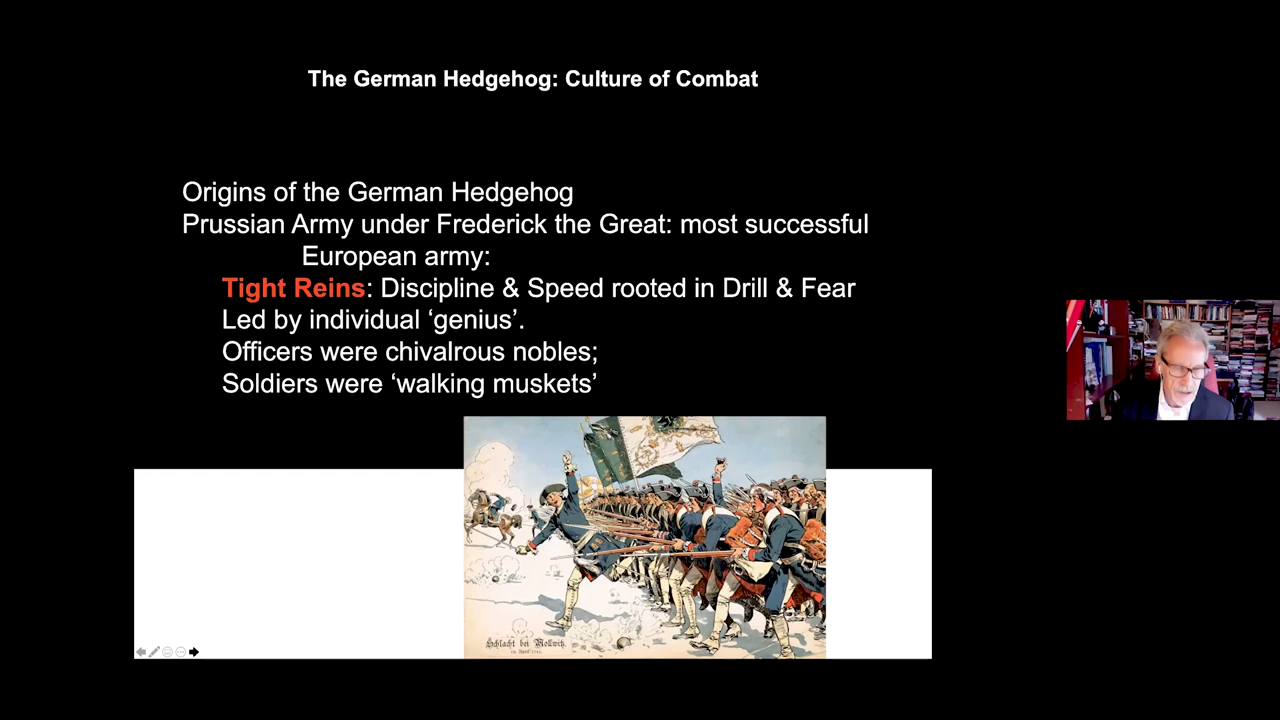 The German Hedgehog: Culture of Combat
Origins of the German Hedgehog
Prussian Army under Frederick the Great: most successful
European army:
Tight Reins: Discipline & Speed rooted in Drill & Fear
Led by individual ‘genius’.
Officers were chivalrous nobles;
Soldiers were ‘walking muskets’
Schlacht bei Mollwitz.